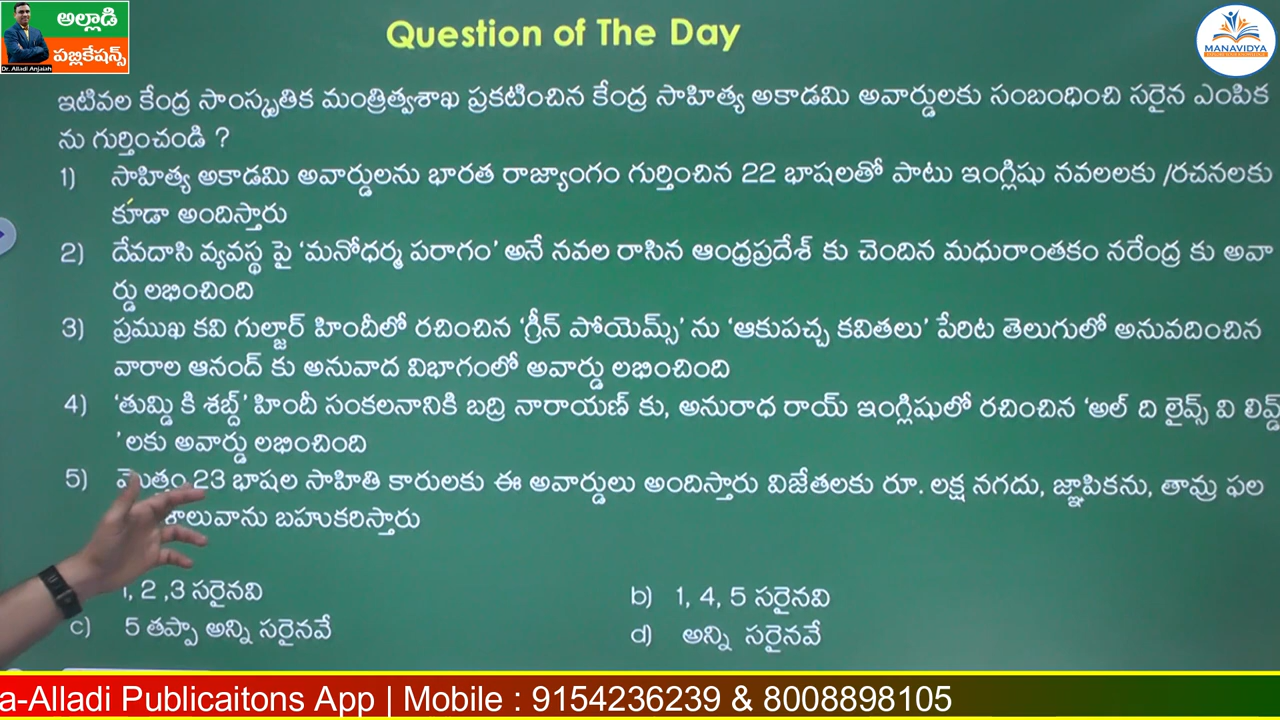 అల్లాడి
పబ్లికేషన్స్
Dr. Alladi Anjaiah
Question of The Day
MANAVIDYA
ఇటివల కేంద్ర సాంస్కృతిక మంత్రిత్వశాఖ ప్రకటించిన కేంద్ర సాహిత్య అకాడమి అవార్డులకు సంబంధించి సరైన ఎంపిక
ను గుర్తించండి ?
1) సాహిత్య అకాడమి అవార్డులను భారత రాజ్యాంగం గుర్తించిన 22 భాషలతో పాటు ఇంగ్లిషు నవలలకు /రచనలకు
కూడా అందిస్తారు
2) దేవదాసి వ్యవస్థ పై ‘మనోధర్మ పరాగం’ అనే నవల రాసిన ఆంధ్రప్రదేశ్ కు చెందిన మధురాంతకం నరేంద్ర కు అవా
ర్డు లభించింది
3) ప్రముఖ కవి గుల్జార్ హిందీలో రచించిన ‘గ్రీన్ పోయెమ్స్’ ను ‘ఆకుపచ్చ కవితలు’ పేరిట తెలుగులో అనువదించిన
వారాల ఆనంద్ కు అనువాద విభాగంలో అవార్డు లభించింది
4) ‘తుమ్డి కి శబ్ద్’ హిందీ సంకలనానికి బద్రి నారాయణ్ కు, అనురాధ రాయ్ ఇంగ్లిషులో రచించిన ‘అల్ ది లైవ్స్ వి లివ్డ్
’ లకు అవార్డు లభించింది
5) మొత్తం 23 భాషల సాహితి కారులకు ఈ అవార్డులు అందిస్తారు విజేతలకు రూ. లక్ష నగదు, జ్ఞాపికను, తామ్ర ఫల
శాలువాను బహుకరిస్తారు
1, 2 ,3 సరైనవి
b) 1, 4, 5 సరైనవి
c) 5 తప్పా అన్ని సరైనవే
d) అన్ని సరైనవే
a-Alladi Publicaitons App | Mobile : 9154236239 & 8008898105